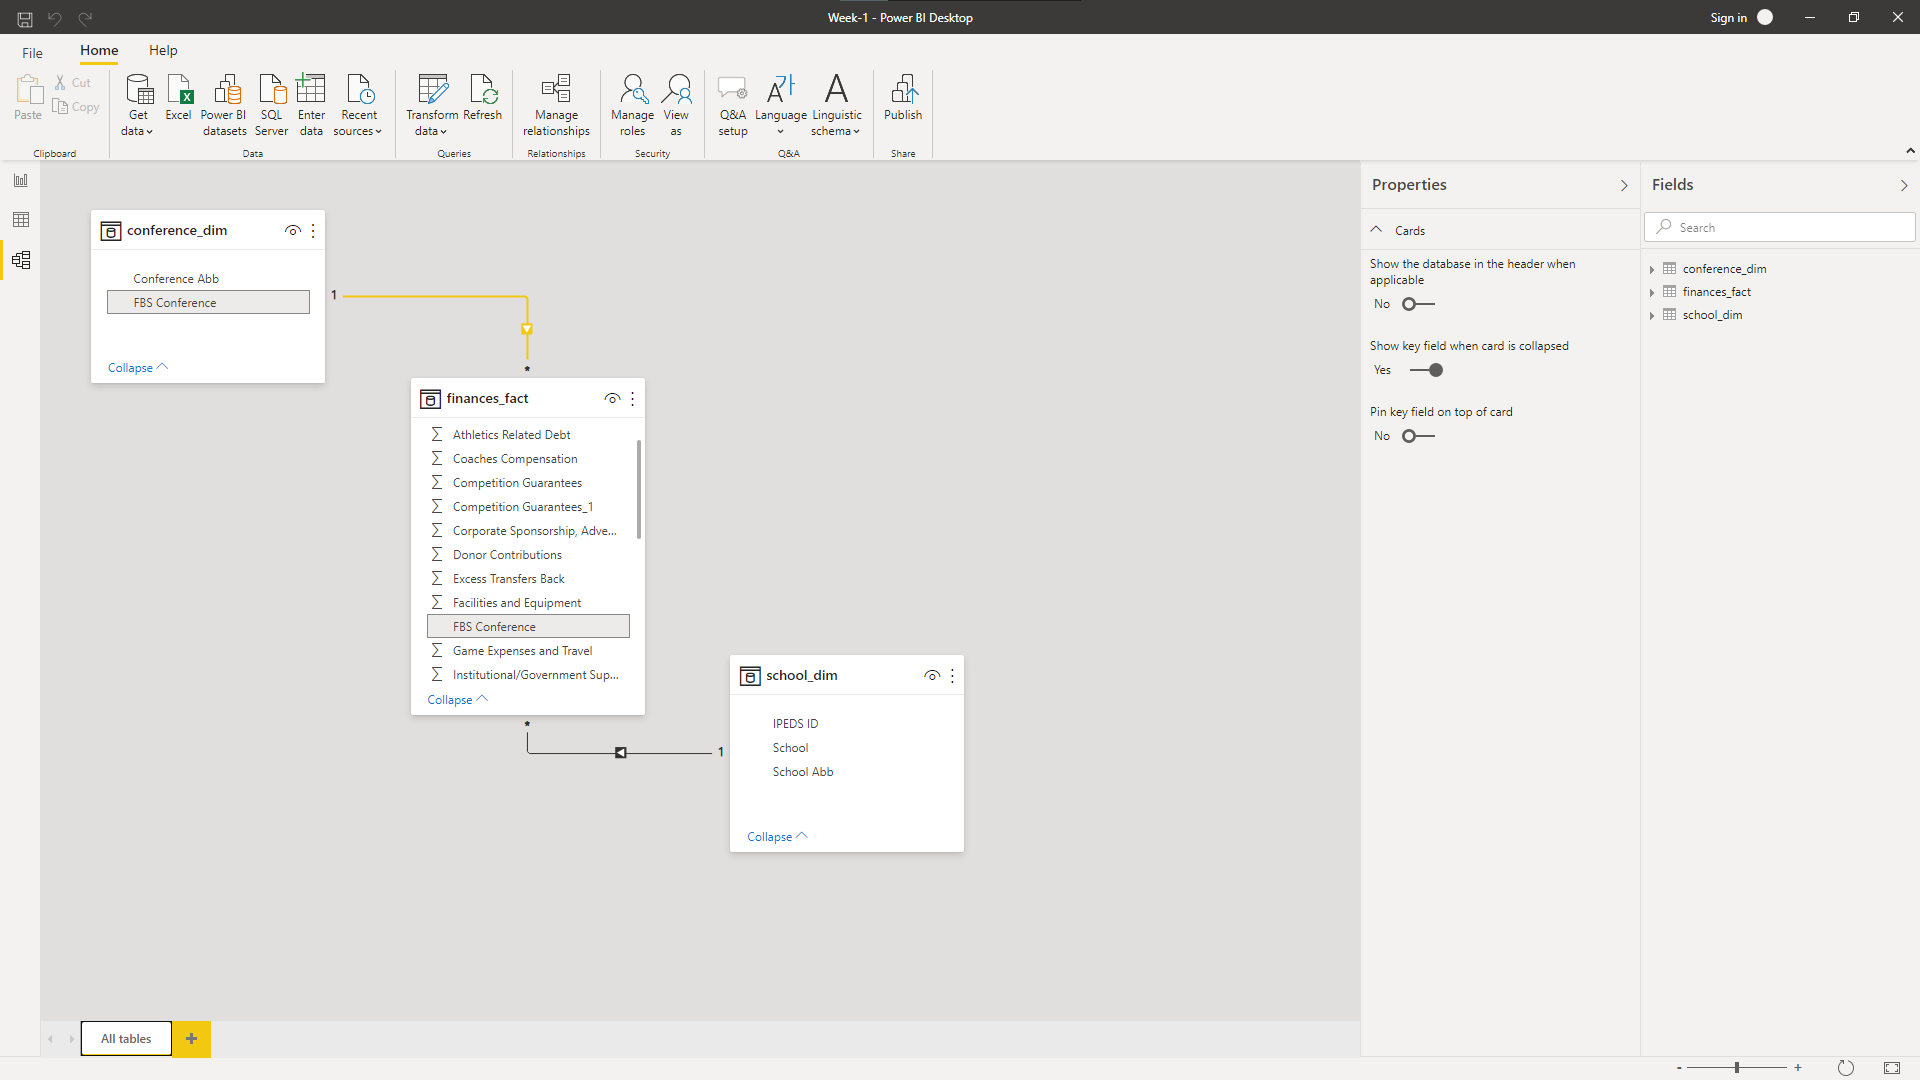 Week-1 - Power BI Desktop
Sign in
File
Home
Help
Paste
Cut
Copy
Clipboard
Get data
Excel
Power BI datasets
SQL Server
Enter data
Recent sources
Data
Transform data
Refresh
Queries
Manage relationships
Relationships
Manage roles
View as
Security
Q&A setup
Language
Linguistic schema
Q&A
Publish
Share
conference_dim
Conference Abb
FBS Conference
Collapse
1
*
finances_fact
Athletics Related Debt
Coaches Compensation
Competition Guarantees
Competition Guarantees_1
Corporate Sponsorship, Adve...
Donor Contributions
Excess Transfers Back
Facilities and Equipment
FBS Conference
Game Expenses and Travel
Institutional/Government Sup...
Collapse
*
1
school_dim
IPEDS ID
School
School Abb
Collapse
Properties
Cards
Show the database in the header when
applicable
No
Show key field when card is collapsed
Yes
Pin key field on top of card
No
Fields
Search
conference_dim
finances_fact
school_dim
All tables
+
- +